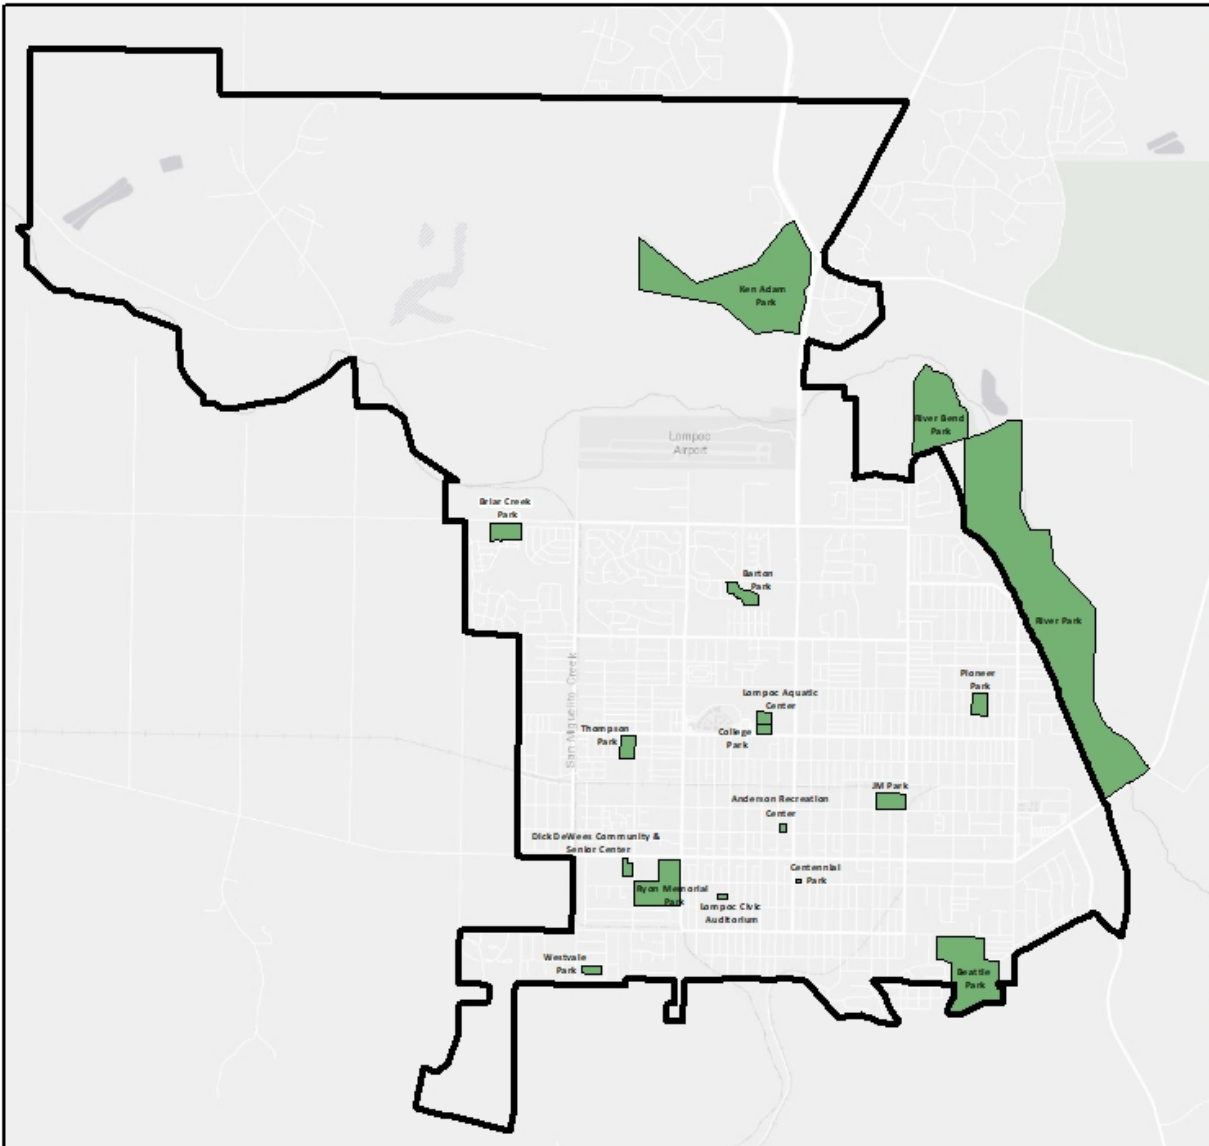 Ken Adam
Park
River Bend
Park
Lompoc
Airport
Briar Creek
Park
Barton
Park
River Park
Pioneer
Park
Lompoc Aquatic
Center
College
Park
Thompson
Park
San Miguelito Creek
JM Park
Anderson Recreation
Center
Dick DeWees Community &
Senior Center
Centennial
Park
Ryon Memorial
Park
Lompoc Civic
Auditorium
Westvale
Park
Beattie
Park